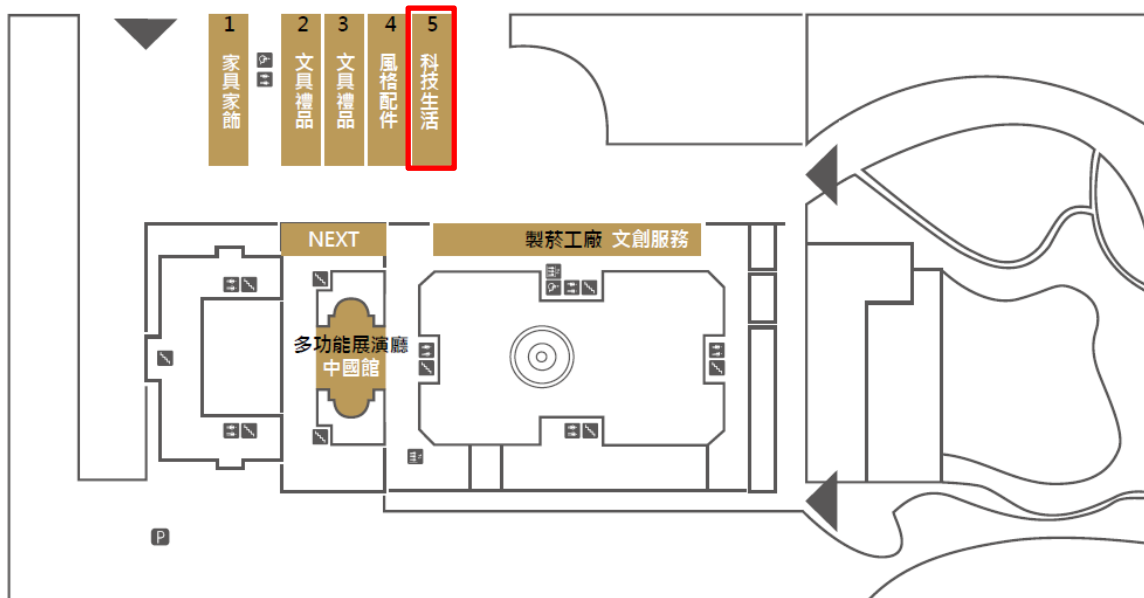 1
家具家飾
2
文具禮品
3
文具禮品
4
風格配件
5
科技生活
NEXT
製菸工廠 文創服務
多功能展演廳
中國館
P